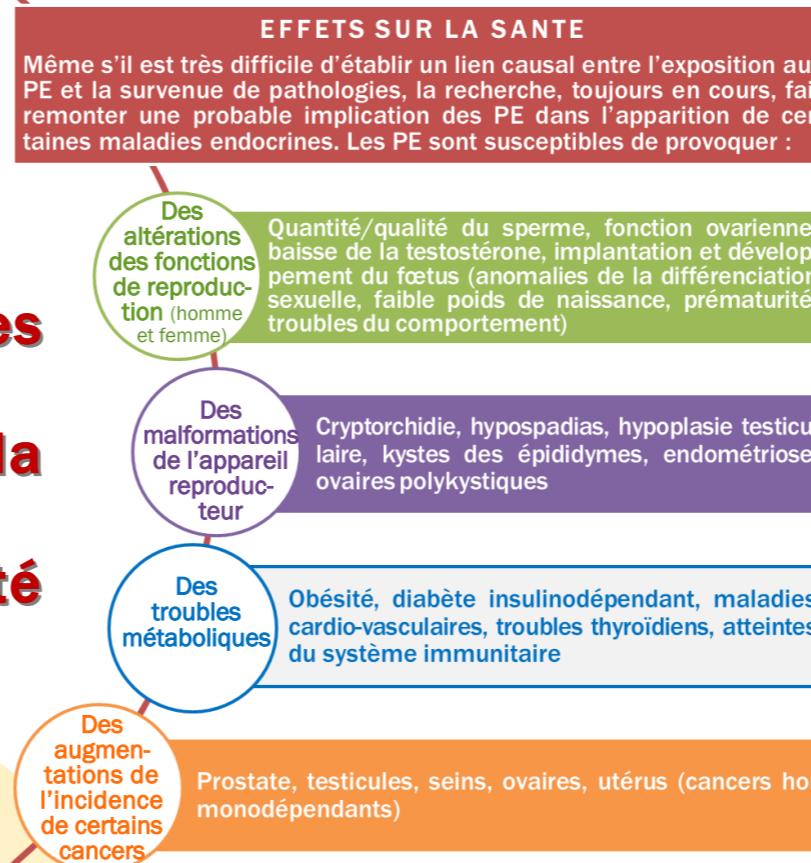 EFFETS SUR LA SANTE
Même s’il est très difficile d’établir un lien causal entre l’exposition au
PE et la survenue de pathologies, la recherche, toujours en cours, fai
remonter une probable implication des PE dans l’apparition de cer
taines maladies endocrines. Les PE sont susceptibles de provoquer :
Des
altérations
des fonctions
de reproduc-
tion (homme
et femme)
Quantité/qualité du sperme, fonction ovarienne
baisse de la testostérone, implantation et dévelop
pement du fœtus (anomalies de la différenciation
sexuelle, faible poids de naissance, prématurité
troubles du comportement)
es
Des
malformations
de l’appareil
reproduc-
teur
Cryptorchidie, hypospadias, hypoplasie testicu
laire, kystes des épididymes, endométriose
ovaires polykystiques
la
té
Des
troubles
métaboliques
Obésité, diabète insulinodépendant, maladies
cardio-vasculaires, troubles thyroïdiens, atteintes
du système immunitaire
Des
augmen-
tations de
l’incidence
de certains
cancers
Prostate, testicules, seins, ovaires, utérus (cancers ho
monodépendants)